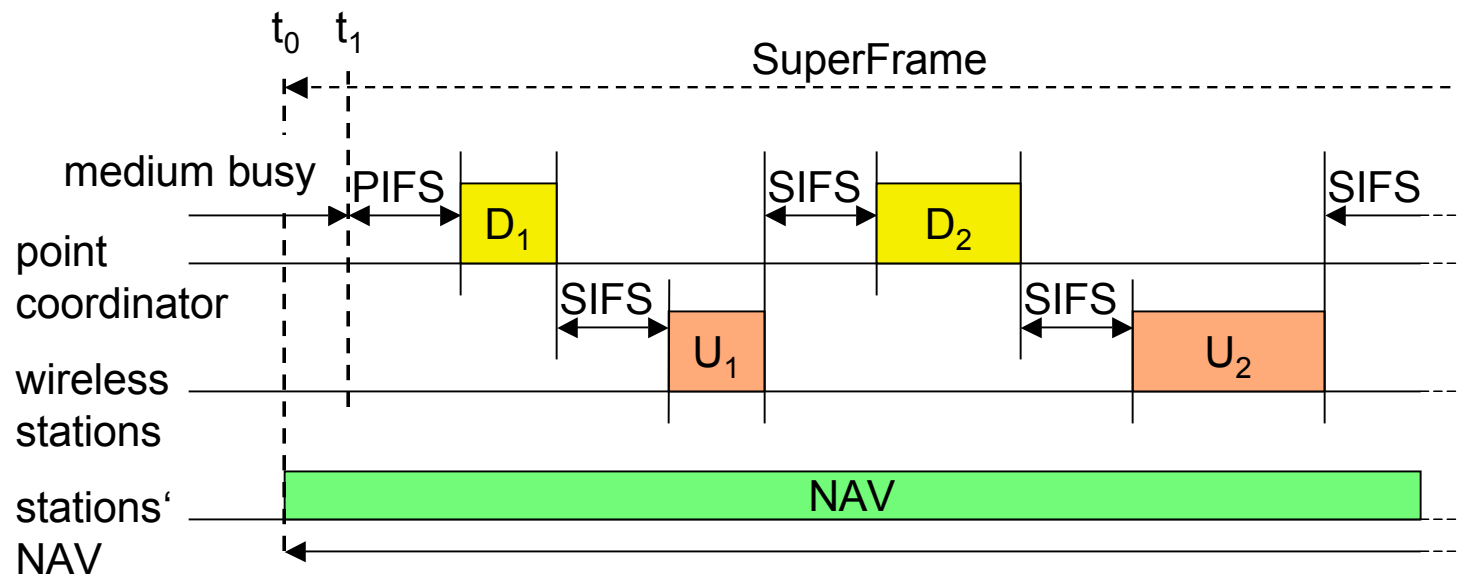 t₀ t₁
SuperFrame
medium busy
PIFS
D₁
SIFS
D₂
SIFS
point
coordinator
SIFS
U₁
SIFS
U₂
wireless
stations
NAV
stations‘
NAV